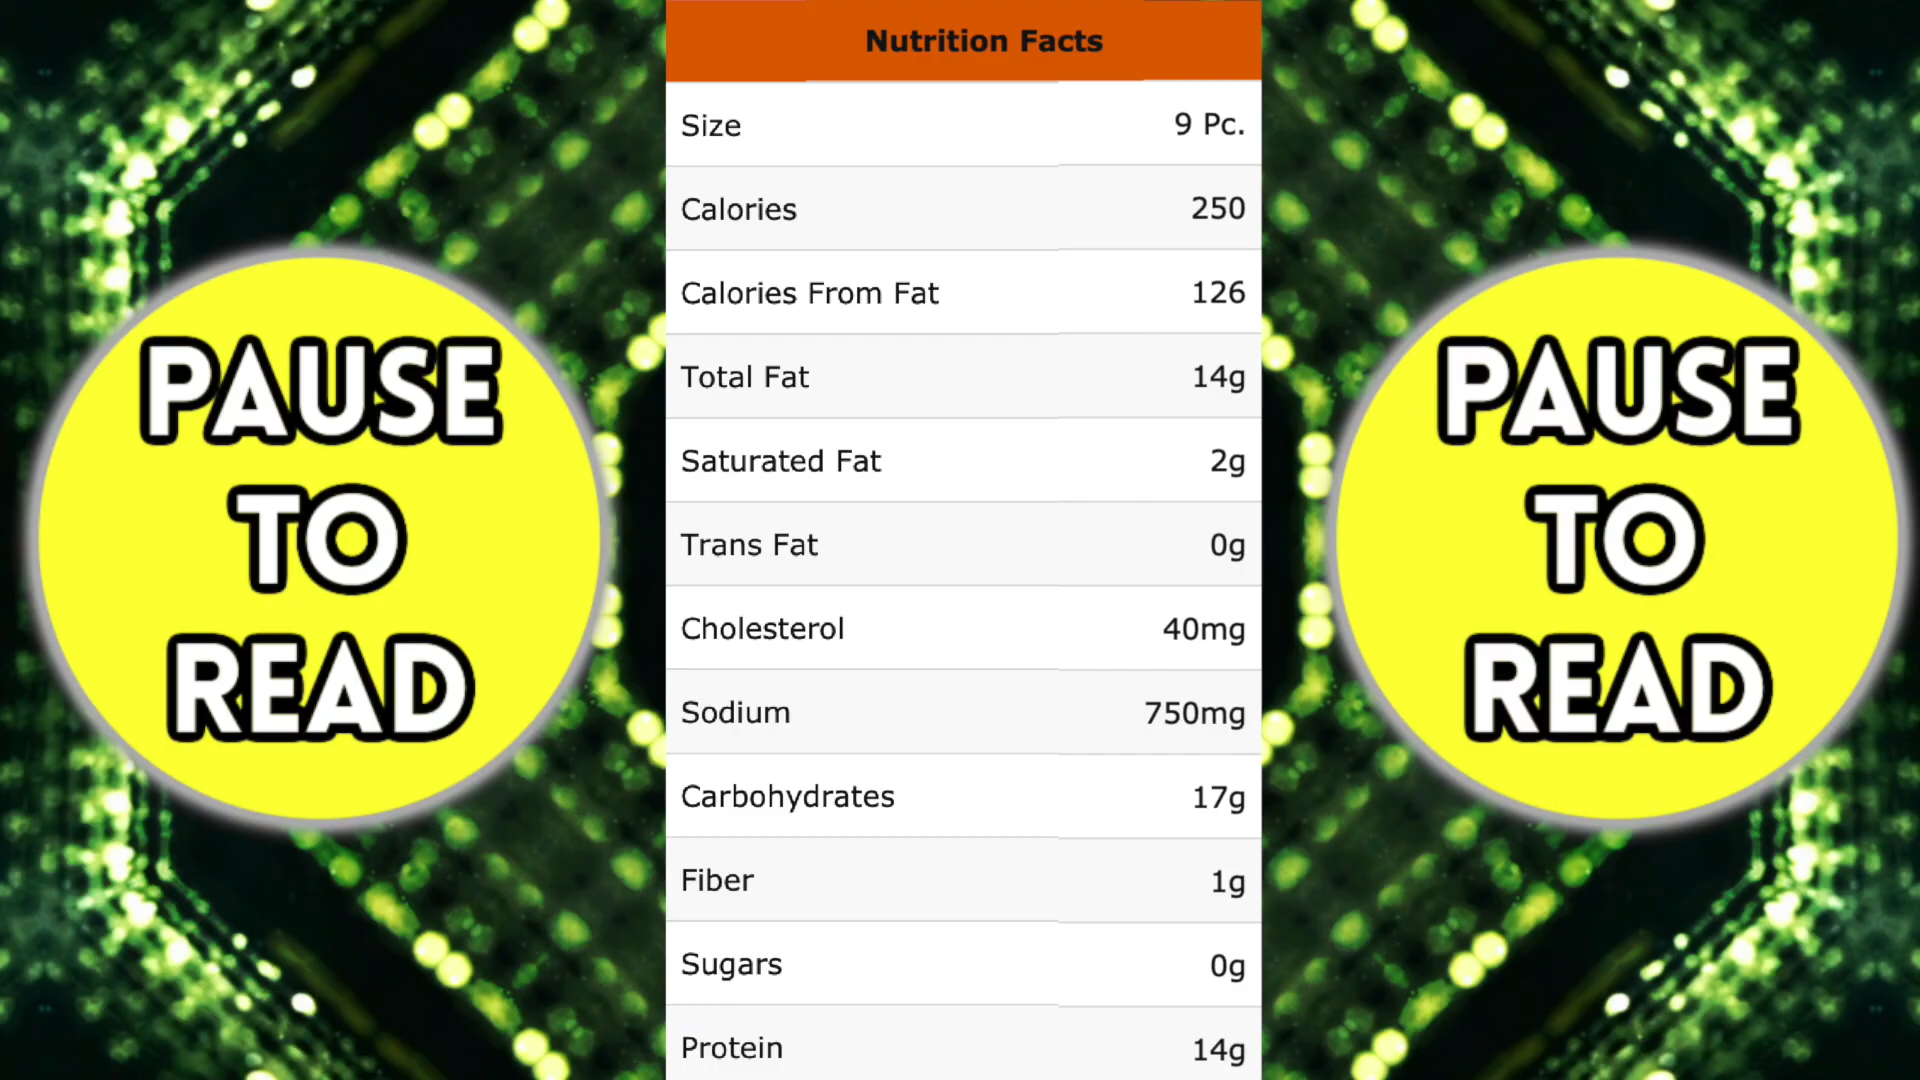 Nutrition Facts
Size 9 Pc.
Calories 250
Calories From Fat 126
Total Fat 14g
Saturated Fat 2g
Trans Fat 0g
Cholesterol 40mg
Sodium 750mg
Carbohydrates 17g
Fiber 1g
Sugars 0g
Protein 14g
PAUSE
TO
READ
PAUSE
TO
READ